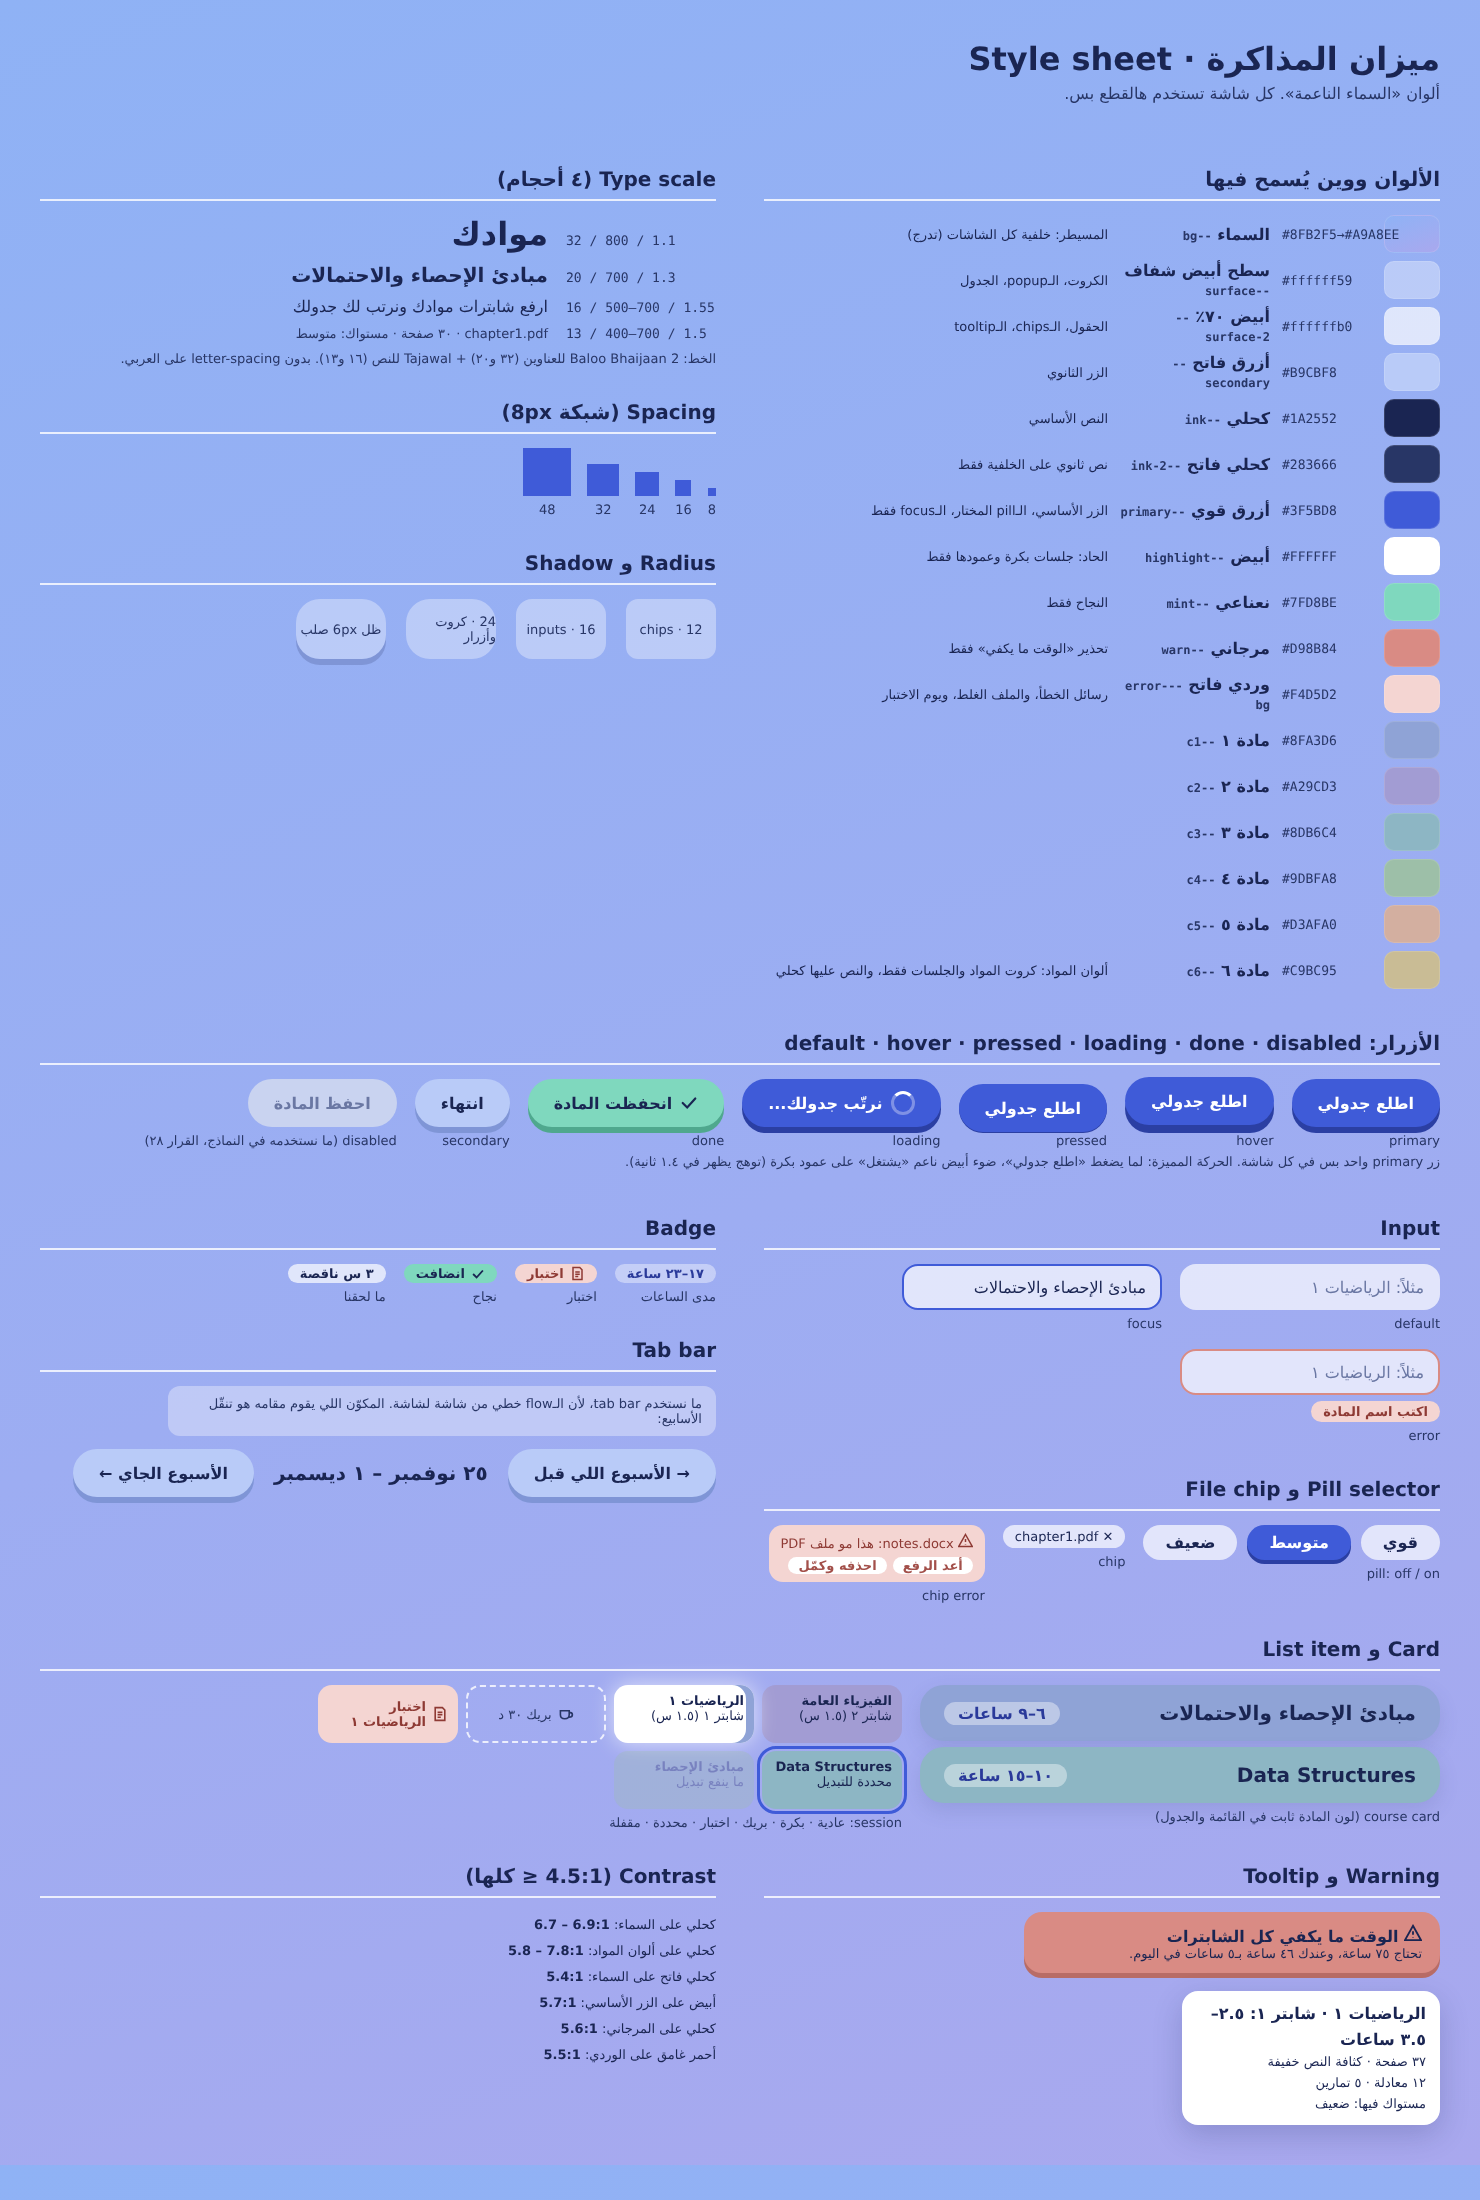 ميزان المذاكرة · Style sheet
ألوان «السماء الناعمة». كل شاشة تستخدم هالقطع بس.
الألوان ووين يُسمح فيها
#8FB2F5→#A9A8EE
السماء --bg
المسيطر: خلفية كل الشاشات (تدرج)
#ffffff59
سطح أبيض شفاف
--surface
الكروت، الـpopup، الجدول
#ffffffb0
أبيض ٧٠٪ --
surface-2
الحقول، الـchips، الـtooltip
#B9CBF8
أزرق فاتح --
secondary
الزر الثانوي
#1A2552
كحلي --ink
النص الأساسي
#283666
كحلي فاتح --ink-2
نص ثانوي على الخلفية فقط
#3F5BD8
أزرق قوي --primary
الزر الأساسي، الـpill المختار، الـfocus فقط
#FFFFFF
أبيض --highlight
الحاد: جلسات بكرة وعمودها فقط
#7FD8BE
نعناعي --mint
النجاح فقط
#D98B84
مرجاني --warn
تحذير «الوقت ما يكفي» فقط
#F4D5D2
وردي فاتح --error-
bg
رسائل الخطأ، والملف الغلط، ويوم الاختبار
#8FA3D6
مادة ١ --c1
#A29CD3
مادة ٢ --c2
#8DB6C4
مادة ٣ --c3
#9DBFA8
مادة ٤ --c4
#D3AFA0
مادة ٥ --c5
#C9BC95
مادة ٦ --c6
ألوان المواد: كروت المواد والجلسات فقط، والنص عليها كحلي
Type scale (٤ أحجام)
32 / 800 / 1.1
موادك
20 / 700 / 1.3
مبادئ الإحصاء والاحتمالات
16 / 500–700 / 1.55
ارفع شابترات موادك ونرتب لك جدولك
13 / 400–700 / 1.5
chapter1.pdf · ٣٠ صفحة · مستواك: متوسط
الخط: Baloo Bhaijaan 2 للعناوين (٣٢ و٢٠) + Tajawal للنص (١٦ و١٣). بدون letter-spacing على العربي.
Spacing (شبكة 8px)
8
16
24
32
48
Radius و Shadow
chips · 12
inputs · 16
24 · كروت
وأزرار
ظل 6px صلب
الأزرار: default · hover · pressed · loading · done · disabled
اطلع جدولي
primary
اطلع جدولي
hover
اطلع جدولي
pressed
نرتّب جدولك...
loading
انحفظت المادة
done
انتهاء
secondary
احفظ المادة
disabled (ما نستخدمه في النماذج، القرار ٢٨)
زر primary واحد بس في كل شاشة. الحركة المميزة: لما يضغط «اطلع جدولي»، ضوء أبيض ناعم «يشتغل» على عمود بكرة (توهج يظهر في ١.٤ ثانية).
Input
مثلاً: الرياضيات ١
default
مبادئ الإحصاء والاحتمالات
focus
مثلاً: الرياضيات ١
اكتب اسم المادة
error
Badge
١٧–٢٣ ساعة
مدى الساعات
اختبار
اختبار
انضافت
نجاح
٣ س ناقصة
ما لحقنا
Tab bar
ما نستخدم tab bar، لأن الـflow خطي من شاشة لشاشة. المكوّن اللي يقوم مقامه هو تنقّل
الأسابيع:
→ الأسبوع اللي قبل
٢٥ نوفمبر – ١ ديسمبر
الأسبوع الجاي ←
Pill selector و File chip
قوي
متوسط
ضعيف
pill: off / on
chapter1.pdf ✕
chip
notes.docx: هذا مو ملف PDF
أعد الرفع
احذفه وكمّل
chip error
Card و List item
مبادئ الإحصاء والاحتمالات
٦–٩ ساعات
Data Structures
١٠–١٥ ساعة
course card (لون المادة ثابت في القائمة والجدول)
الفيزياء العامة
شابتر ٢ (١.٥ س)
الرياضيات ١
شابتر ١ (١.٥ س)
بريك ٣٠ د
اختبار
الرياضيات ١
Data Structures
محددة للتبديل
مبادئ الإحصاء
ما ينفع تبديل
session: عادية · بكرة · بريك · اختبار · محددة · مقفلة
Warning و Tooltip
الوقت ما يكفي كل الشابترات
تحتاج ٧٥ ساعة، وعندك ٤٦ ساعة بـ٥ ساعات في اليوم.
الرياضيات ١ · شابتر ١: ٢.٥–
٣.٥ ساعات
٣٧ صفحة · كثافة النص خفيفة
١٢ معادلة · ٥ تمارين
مستواك فيها: ضعيف
Contrast (كلها ≥ 4.5:1)
كحلي على السماء: 6.7 – 6.9:1
كحلي على ألوان المواد: 5.8 – 7.8:1
كحلي فاتح على السماء: 5.4:1
أبيض على الزر الأساسي: 5.7:1
كحلي على المرجاني: 5.6:1
أحمر غامق على الوردي: 5.5:1